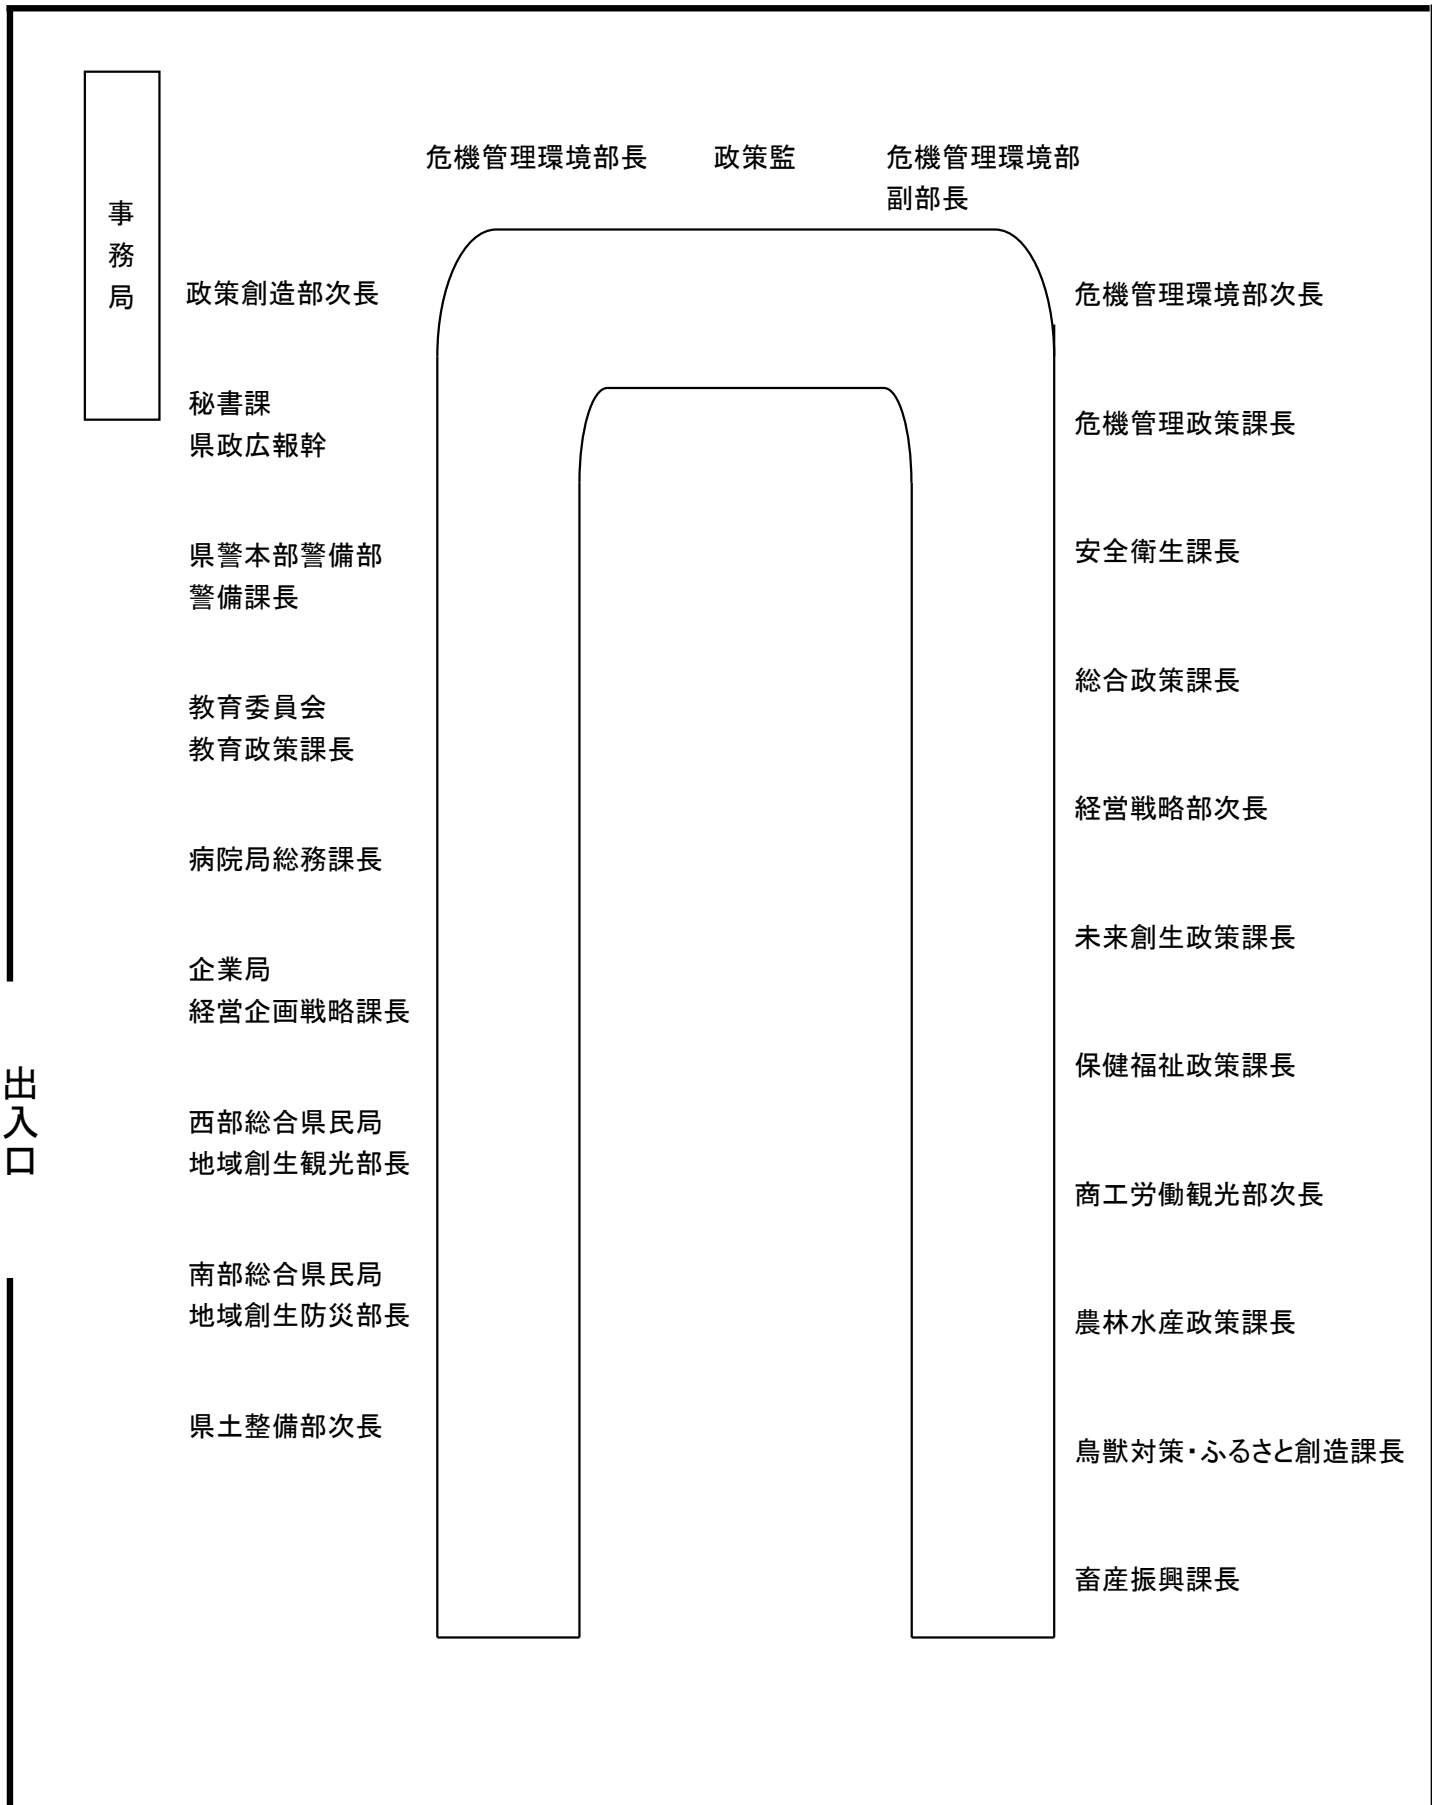 事務局
危機管理環境部長
政策監
危機管理環境部
副部長
政策創造部次長
秘書課
県政広報幹
県警本部警備部
警備課長
教育委員会
教育政策課長
病院局総務課長
企業局
経営企画戦略課長
西部総合県民局
地域創生観光部長
南部総合県民局
地域創生防災部長
県土整備部次長
危機管理環境部次長
危機管理政策課長
安全衛生課長
総合政策課長
経営戦略部次長
未来創生政策課長
保健福祉政策課長
商工労働観光部次長
農林水産政策課長
鳥獣対策・ふるさと創造課長
畜産振興課長
出入口